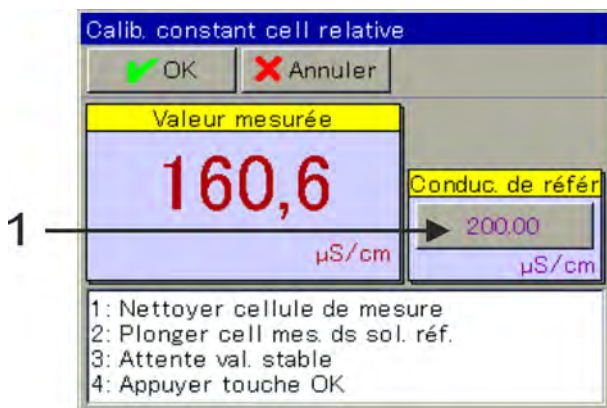 Calib. constant cell relative
OK Annuler
Valeur mesurée
160,6
µS/cm
Conduc. de référ
1
200,00
µS/cm
1: Nettoyer cellule de mesure
2: Plonger cell mes. ds sol. réf.
3: Attente val. stable
4: Appuyer touche OK